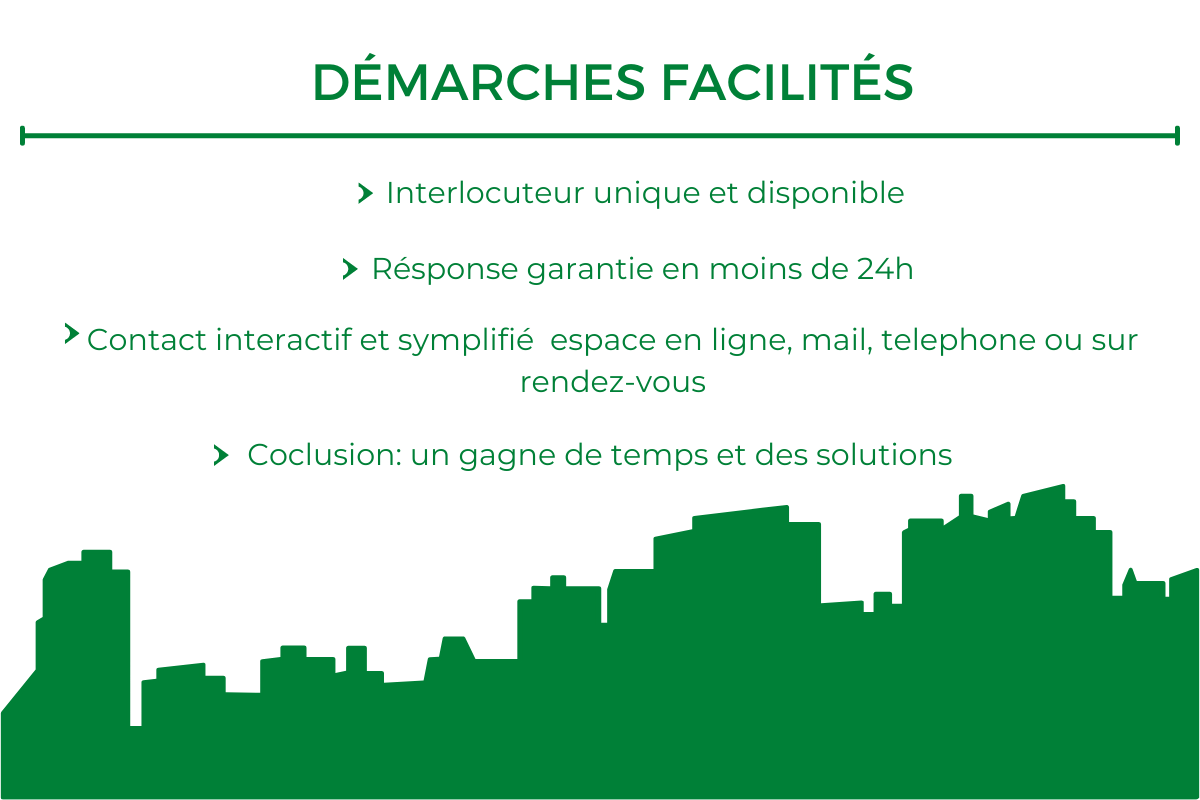 DÉMARCHES FACILITÉS
Interlocuteur unique et disponible
Résponse garantie en moins de 24h
Contact interactif et symplifié  espace en ligne, mail, telephone ou sur
rendez-vous
Coclusion: un gagne de temps et des solutions